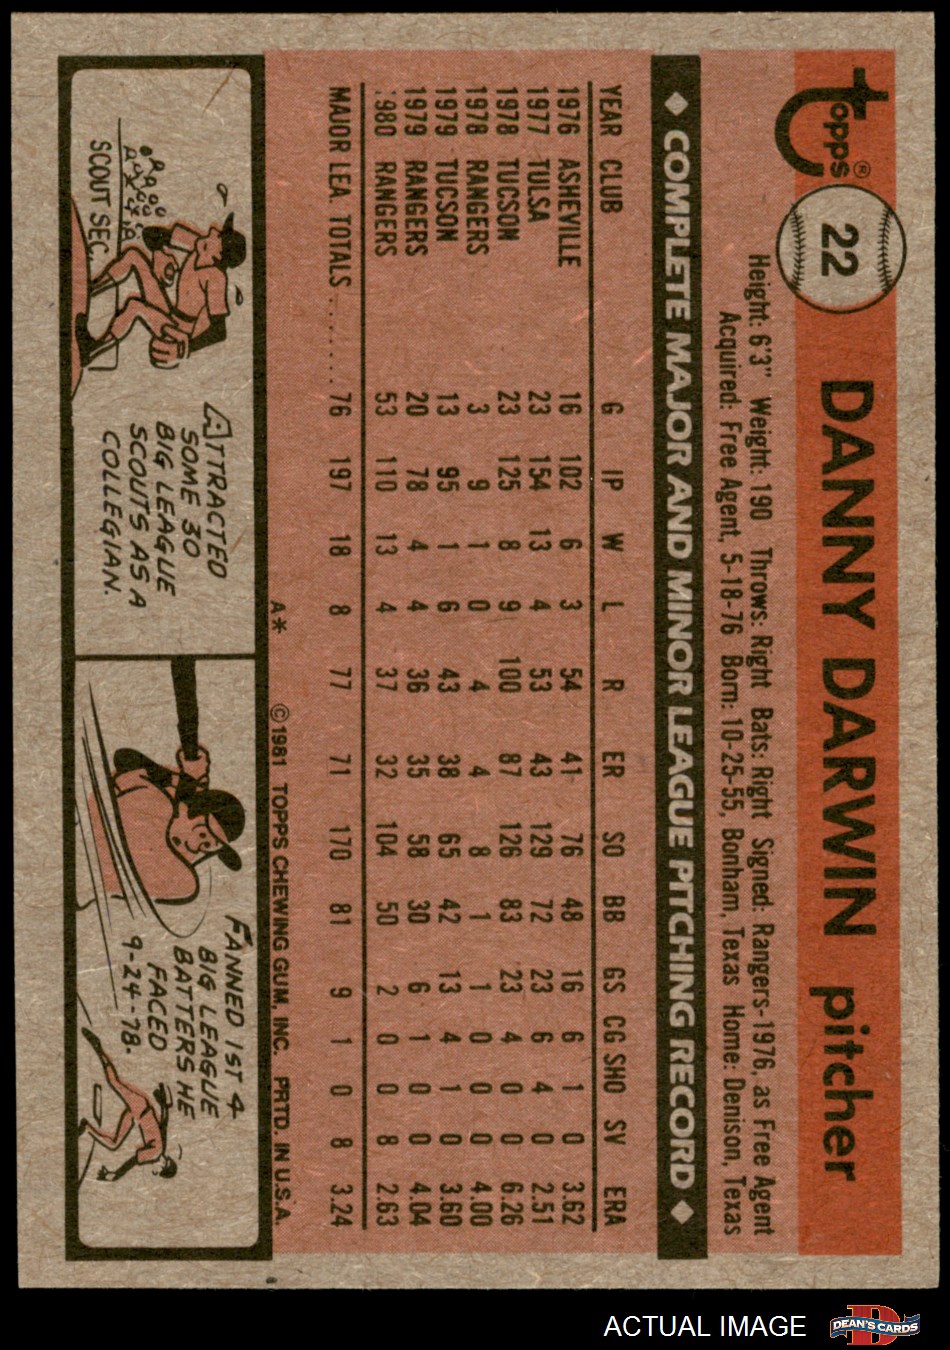 Topps®
22
DANNY DARWIN pitcher
Height: 6'3" Weight: 190 Throws: Right Bats: Right Signed: Rangers-1976, as Free Agent
Acquired: Free Agent, 5-18-76 Born: 10-25-55, Bonham, Texas Home: Denison, Texas
◆ COMPLETE MAJOR AND MINOR LEAGUE PITCHING RECORD ◆
YEAR CLUB G IP W L R ER SO BB GS CG SHO SV ERA
1976 ASHEVILLE 16 102 6 3 54 41 76 48 16 6 1 0 3.62
1977 TULSA 23 154 13 4 53 43 129 72 23 6 4 0 2.51
1978 TUCSON 23 125 8 9 100 87 126 83 23 4 0 0 6.26
1978 RANGERS 3 9 1 0 4 4 8 1 1 0 0 0 4.00
1979 TUCSON 13 95 1 6 43 38 65 42 13 4 1 0 3.60
1979 RANGERS 20 78 4 4 36 35 58 30 6 1 0 0 4.04
1980 RANGERS 53 110 13 4 37 32 104 50 2 0 0 8 2.63
MAJOR LEA. TOTALS ....... 76 197 18 8 77 71 170 81 9 1 0 8 3.24
A* ©1981 TOPPS CHEWING GUM, INC. PRTD. IN U.S.A.
SCOUT SEC.
ATTRACTED
SOME 30
BIG LEAGUE
SCOUTS AS A
COLLEGIAN.
FANNED 1ST 4
BIG LEAGUE
BATTERS HE
FACED
9-24-78.
ACTUAL IMAGE
D
DEAN'S CARDS